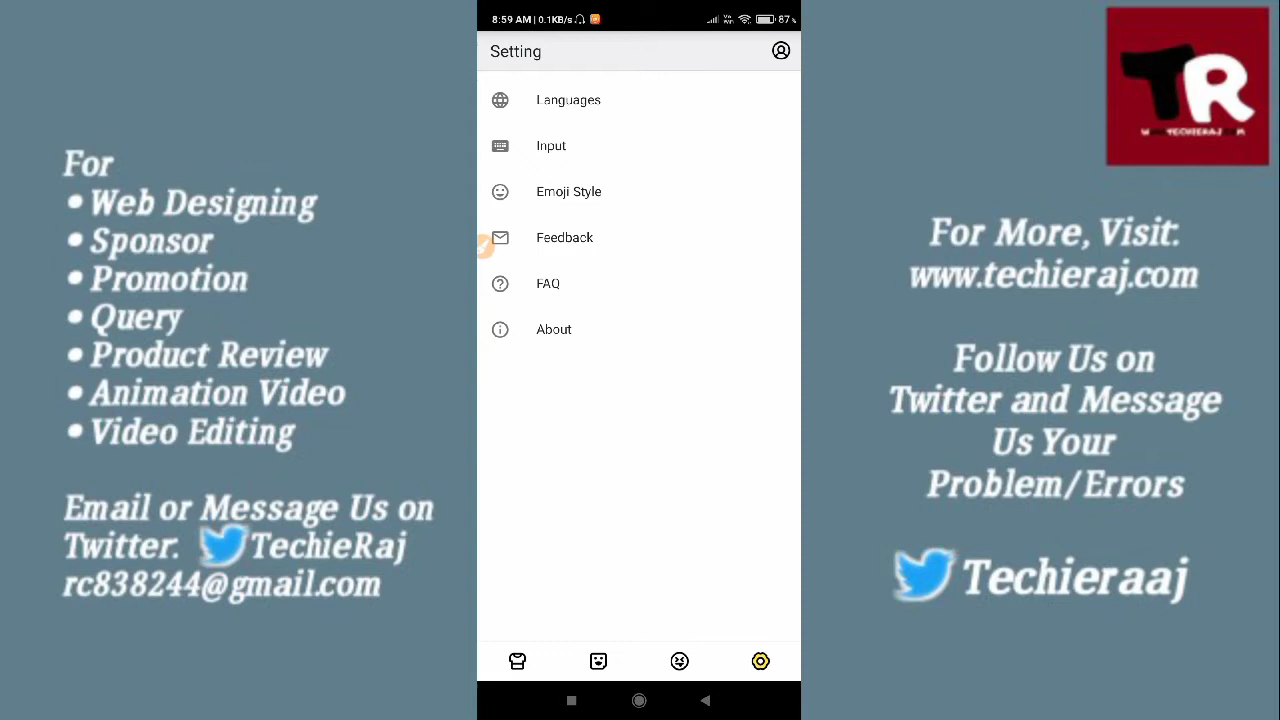 8:59 AM | 0.1KB/s
87%
Setting
Languages
Input
Emoji Style
Feedback
FAQ
About
For
• Web Designing
• Sponsor
• Promotion
• Query
• Product Review
• Animation Video
• Video Editing
Email or Message Us on
Twitter. TechieRaj
rc838244@gmail.com
TR
For More, Visit:
www.techieraj.com
Follow Us on
Twitter and Message
Us Your
Problem/Errors
Techieraaj